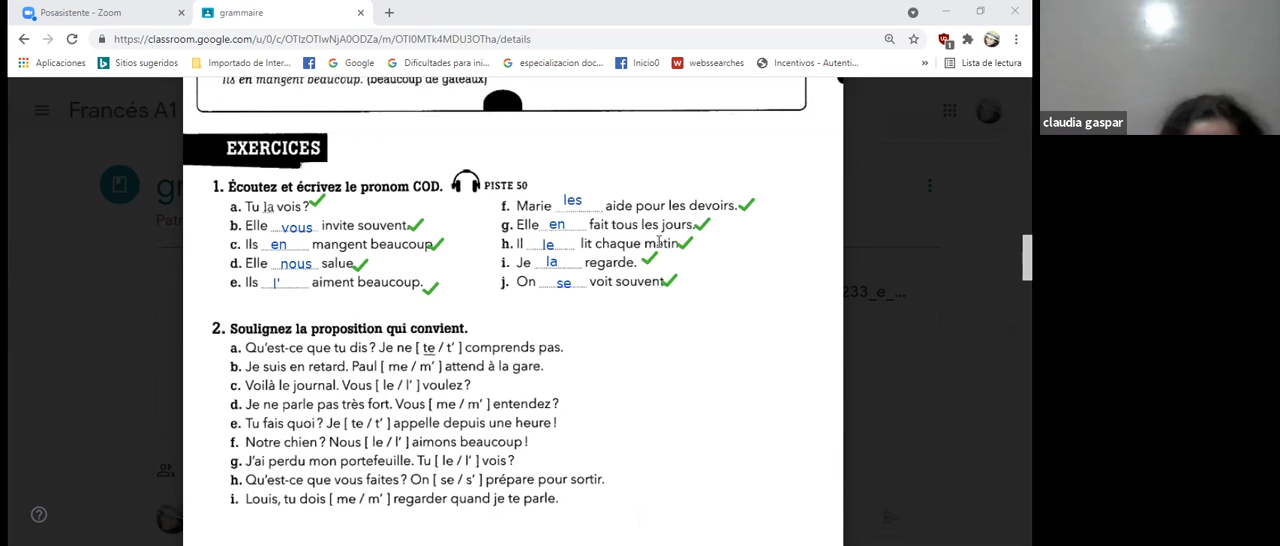 Posasistente - Zoom
grammaire
https://classroom.google.com/u/0/c/OTIzOTIwNjA0ODZa/m/OTI0MTk4MDU3OTha/details
Aplicaciones
Sitios sugeridos
Importado de Inter...
Google
Dificultades para ini...
especializacion doc...
Inicio0
websssearches
Incentivos - Autenti...
»
Lista de lectura
claudia gaspar
Francés A1
Ils en mangent beaucoup. (beaucoup de gâteaux)
EXERCICES
1. Écoutez et écrivez le pronom COD. PISTE 50
a. Tu la vois?
b. Elle vous invite souvent.
c. Ils en mangent beaucoup.
d. Elle nous salue.
e. Ils l' aiment beaucoup.
f. Marie les aide pour les devoirs.
g. Elle en fait tous les jours.
h. Il le lit chaque matin.
i. Je la regarde.
j. On se voit souvent.
2. Soulignez la proposition qui convient.
a. Qu'est-ce que tu dis? Je ne [ te / t' ] comprends pas.
b. Je suis en retard. Paul [ me / m' ] attend à la gare.
c. Voilà le journal. Vous [ le / l' ] voulez?
d. Je ne parle pas très fort. Vous [ me / m' ] entendez?
e. Tu fais quoi? Je [ te / t' ] appelle depuis une heure!
f. Notre chien? Nous [ le / l' ] aimons beaucoup!
g. J'ai perdu mon portefeuille. Tu [ le / l' ] vois?
h. Qu'est-ce que vous faites? On [ se / s' ] prépare pour sortir.
i. Louis, tu dois [ me / m' ] regarder quand je te parle.
233_e_...